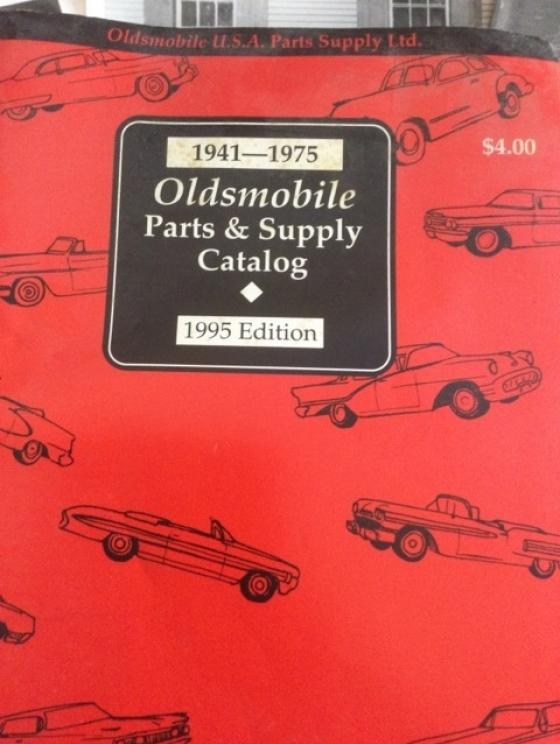 Oldsmobile U.S.A. Parts Supply Ltd.
$4.00
1941—1975
Oldsmobile
Parts & Supply
Catalog
1995 Edition